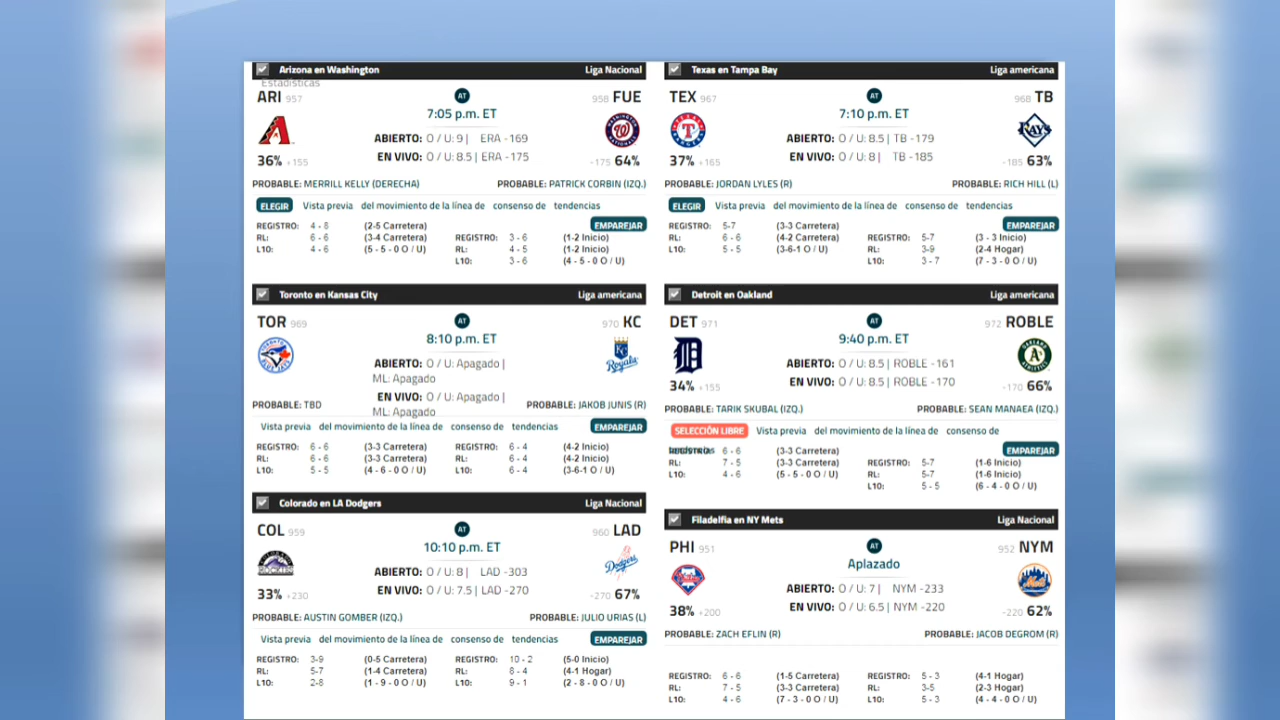 Arizona en Washington Liga Nacional
Estadísticas
ARI 957 AT 958 FUE
7:05 p.m. ET
ABIERTO: O / U: 9 | ERA -169
EN VIVO: O / U: 8.5 | ERA -175
36% +155 -175 64%
PROBABLE: MERRILL KELLY (DERECHA) PROBABLE: PATRICK CORBIN (IZQ.)
ELEGIR Vista previa del movimiento de la línea de consenso de tendencias
EMPAREJAR
REGISTRO: 4 - 8 (2-5 Carretera)
RL: 6 - 6 (3-4 Carretera) REGISTRO: 3 - 6 (1-2 Inicio)
L10: 4 - 6 (5 - 5 - 0 O / U) RL: 4 - 5 (1-2 Inicio)
L10: 3 - 6 (4 - 5 - 0 O / U)
Texas en Tampa Bay Liga americana
TEX 967 AT 968 TB
7:10 p.m. ET
ABIERTO: O / U: 8.5 | TB -179
EN VIVO: O / U: 8 | TB -185
37% +165 -185 63%
PROBABLE: JORDAN LYLES (R) PROBABLE: RICH HILL (L)
ELEGIR Vista previa del movimiento de la línea de consenso de tendencias
EMPAREJAR
REGISTRO: 5-7 (3-3 Carretera)
RL: 6 - 6 (4-2 Carretera) REGISTRO: 5-7 (3 - 3 Inicio)
L10: 5 - 5 (3-6-1 O / U) RL: 3-9 (2-4 Hogar)
L10: 3 - 7 (7 - 3 - 0 O / U)
Toronto en Kansas City Liga americana
TOR 969 AT 970 KC
8:10 p.m. ET
ABIERTO: O / U: Apagado |
ML: Apagado
EN VIVO: O / U: Apagado |
ML: Apagado
PROBABLE: TBD PROBABLE: JAKOB JUNIS (R)
Vista previa del movimiento de la línea de consenso de tendencias EMPAREJAR
REGISTRO: 6 - 6 (3-3 Carretera) REGISTRO: 6 - 4 (4-2 Inicio)
RL: 6 - 6 (3-3 Carretera) RL: 6 - 4 (4-2 Inicio)
L10: 5 - 5 (4 - 6 - 0 O / U) L10: 6 - 4 (3-6-1 O / U)
Detroit en Oakland Liga americana
DET 971 AT 972 ROBLE
9:40 p.m. ET
ABIERTO: O / U: 8.5 | ROBLE -161
EN VIVO: O / U: 8.5 | ROBLE -170
34% +155 -170 66%
PROBABLE: TARIK SKUBAL (IZQ.) PROBABLE: SEAN MANAEA (IZQ.)
SELECCIÓN LIBRE Vista previa del movimiento de la línea de consenso de
tendencias EMPAREJAR
REGISTRO: 6 - 6 (3-3 Carretera)
RL: 7 - 5 (3-3 Carretera) REGISTRO: 5-7 (1-6 Inicio)
L10: 4 - 6 (5 - 5 - 0 O / U) RL: 5-7 (1-6 Inicio)
L10: 5 - 5 (6 - 4 - 0 O / U)
Colorado en LA Dodgers Liga Nacional
COL 959 AT 960 LAD
10:10 p.m. ET
ABIERTO: O / U: 8 | LAD -303
EN VIVO: O / U: 7.5 | LAD -270
33% +230 -270 67%
PROBABLE: AUSTIN GOMBER (IZQ.) PROBABLE: JULIO URIAS (L)
Vista previa del movimiento de la línea de consenso de tendencias EMPAREJAR
REGISTRO: 3-9 (0-5 Carretera) REGISTRO: 10 - 2 (5-0 Inicio)
RL: 5-7 (1-4 Carretera) RL: 8 - 4 (4-1 Hogar)
L10: 2-8 (1 - 9 - 0 O / U) L10: 9 - 1 (2 - 8 - 0 O / U)
Filadelfia en NY Mets Liga Nacional
PHI 951 AT 952 NYM
Aplazado
ABIERTO: O / U: 7 | NYM -233
EN VIVO: O / U: 6.5 | NYM -220
38% +200 -220 62%
PROBABLE: ZACH EFLIN (R) PROBABLE: JACOB DEGROM (R)
REGISTRO: 6 - 6 (1-5 Carretera) REGISTRO: 5 - 3 (4-1 Hogar)
RL: 7 - 5 (3-3 Carretera) RL: 3-5 (2-3 Hogar)
L10: 4 - 6 (7 - 3 - 0 O / U) L10: 5 - 3 (4 - 4 - 0 O / U)